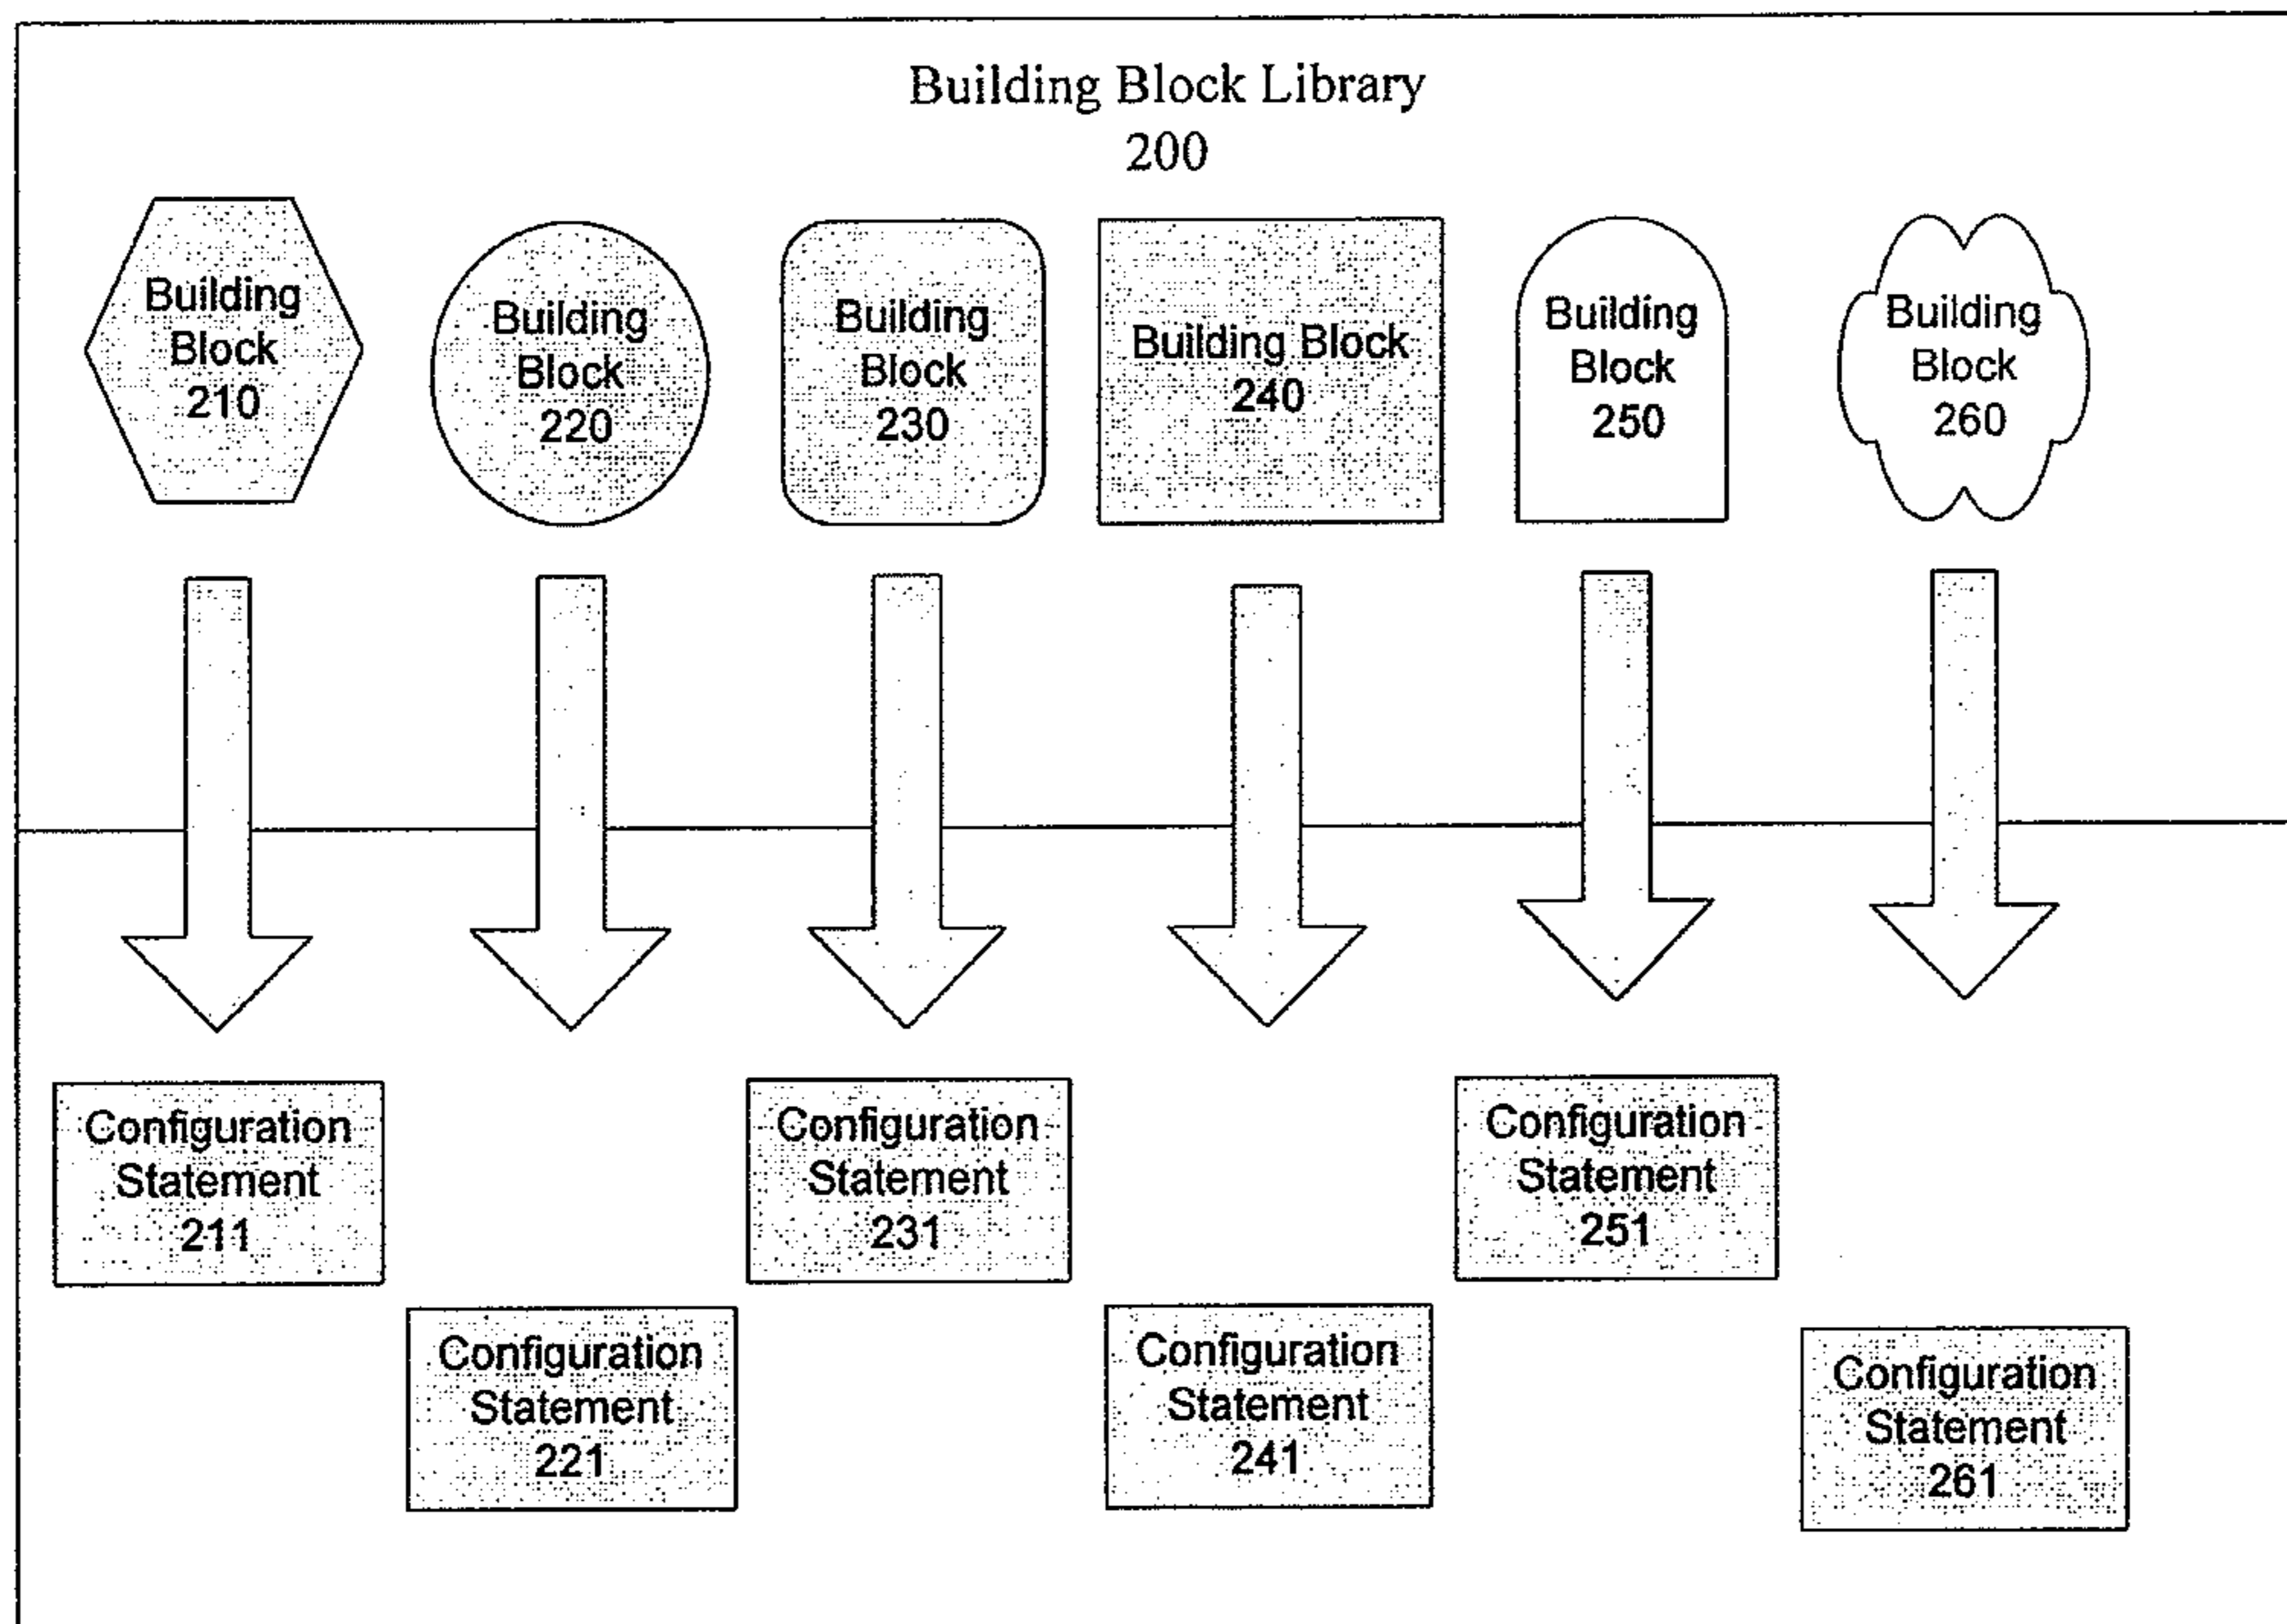 Building Block Library
200
Building
Block
210
Building
Block
220
Building
Block
230
Building Block
240
Building
Block
250
Building
Block
260
Configuration
Statement
211
Configuration
Statement
221
Configuration
Statement
231
Configuration
Statement
241
Configuration
Statement
251
Configuration
Statement
261